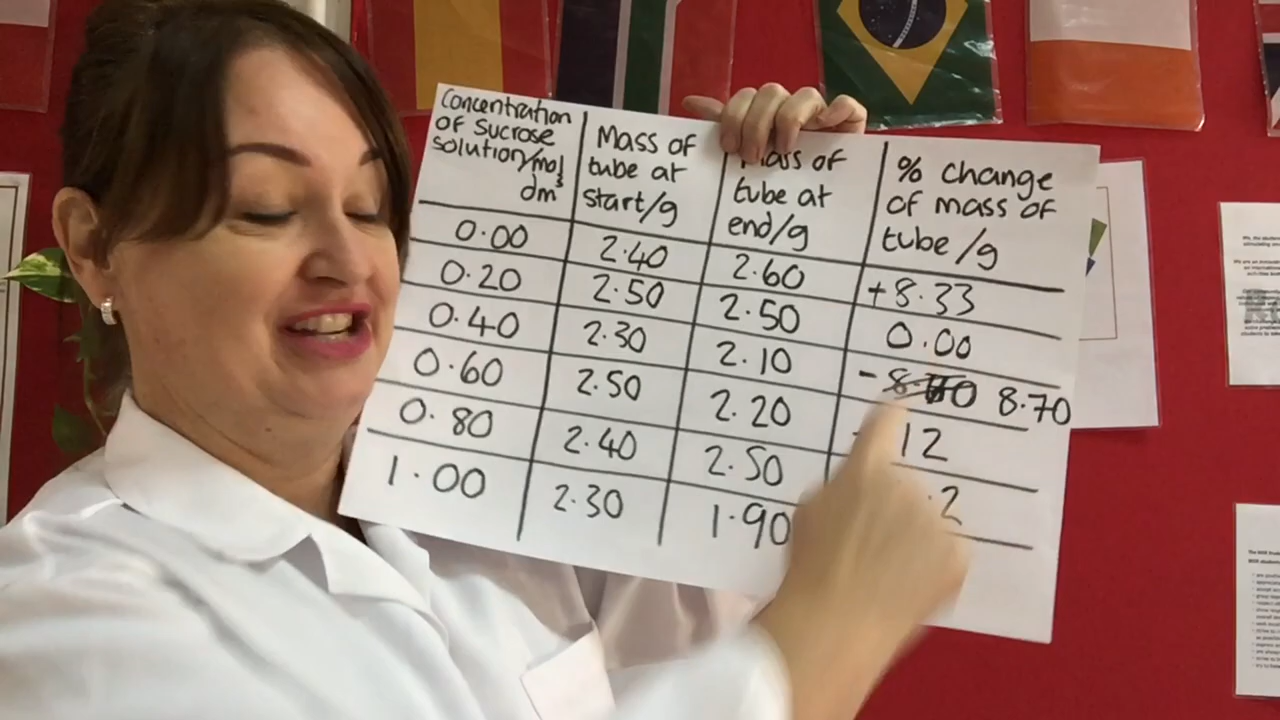 Concentration
of sucrose
solution/mol
dm³
Mass of
tube at
start/g
Mass of
tube at
end/g
% change
of mass of
tube /g
0.00 2.40 2.60 +8.33
0.20 2.50 2.50 0.00
0.40 2.30 2.10 - 8.70
0.60 2.50 2.20 12
0.80 2.40 2.50 .2
1.00 2.30 1.90